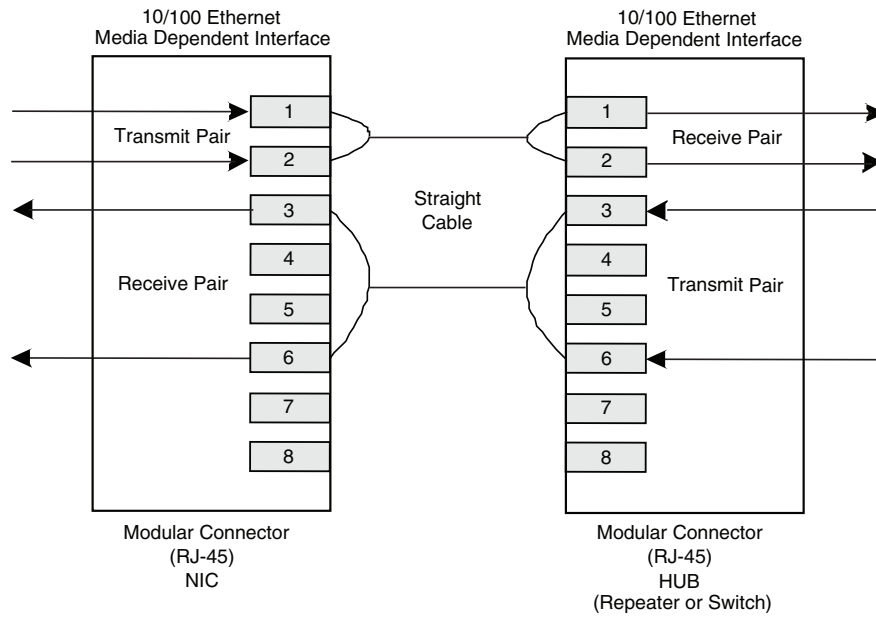 10/100 Ethernet
Media Dependent Interface
10/100 Ethernet
Media Dependent Interface
1
Transmit Pair
2
3
4
Receive Pair
5
6
7
8
Straight
Cable
1
Receive Pair
2
3
4
Transmit Pair
5
6
7
8
Modular Connector
(RJ-45)
NIC
Modular Connector
(RJ-45)
HUB
(Repeater or Switch)